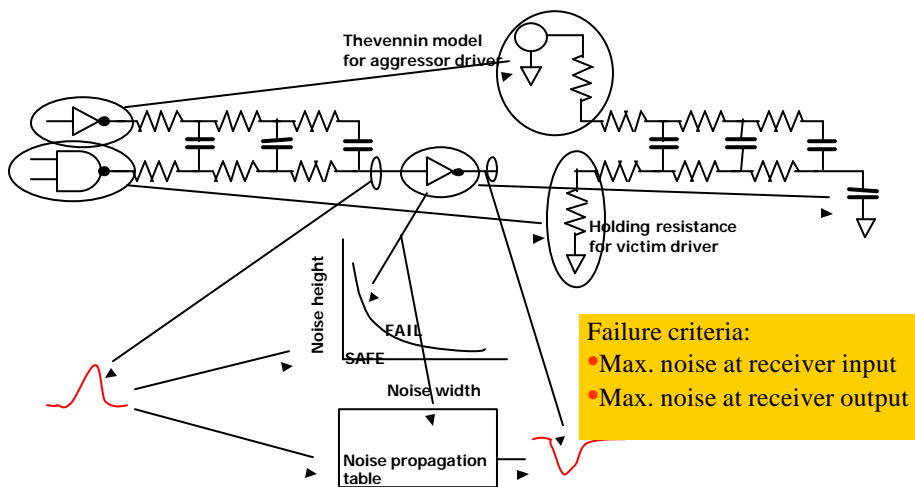 Thevennin model
for aggressor driver
Holding resistance
for victim driver
Noise height
FAIL
SAFE
Noise width
Failure criteria:
•Max. noise at receiver input
•Max. noise at receiver output
Noise propagation
table